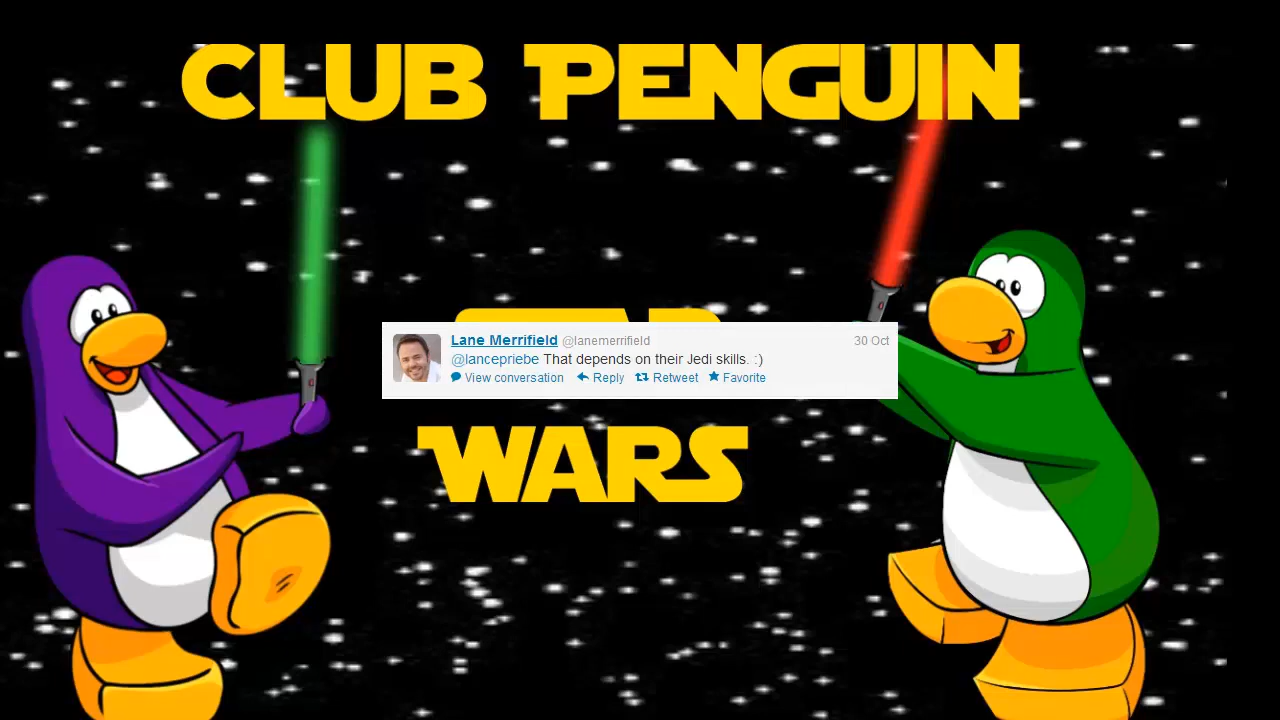 CLUB PENGUIN
WARS
Lane Merrifield @lanemerrifield 30 Oct
@lancepriebe That depends on their Jedi skills. :)
View conversation Reply Retweet Favorite